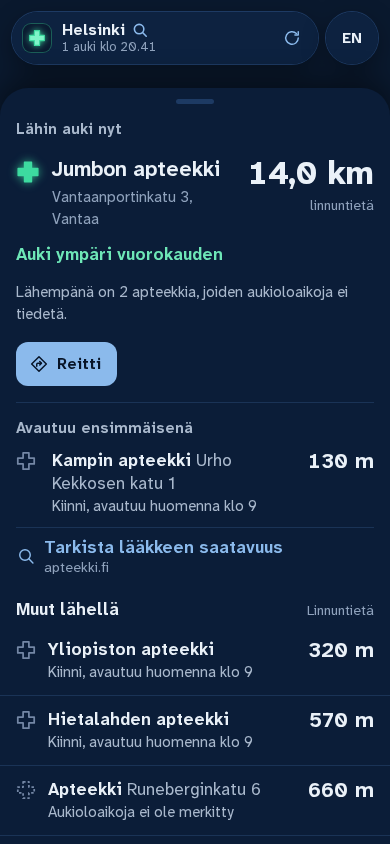 Helsinki
1 auki klo 20.41
EN
Lähin auki nyt
Jumbon apteekki
14,0 km
Vantaanportinkatu 3,
Vantaa
linnuntietä
Auki ympäri vuorokauden
Lähempänä on 2 apteekkia, joiden aukioloaikoja ei
tiedetä.
Reitti
Avautuu ensimmäisenä
Kampin apteekki Urho
Kekkosen katu 1
130 m
Kiinni, avautuu huomenna klo 9
Tarkista lääkkeen saatavuus
apteekki.fi
Muut lähellä
Linnuntietä
Yliopiston apteekki
320 m
Kiinni, avautuu huomenna klo 9
Hietalahden apteekki
570 m
Kiinni, avautuu huomenna klo 9
Apteekki Runeberginkatu 6
660 m
Aukioloaikoja ei ole merkitty